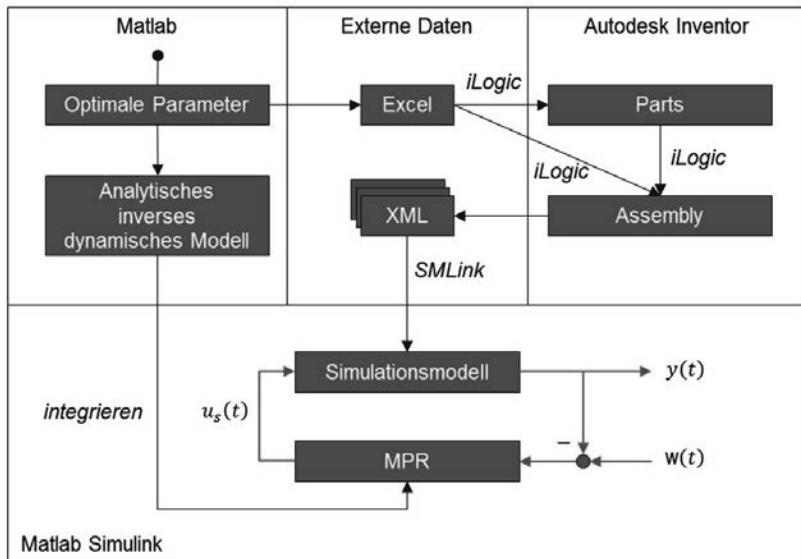 Matlab
Externe Daten
Autodesk Inventor
Optimale Parameter
Excel
iLogic
Parts
iLogic
iLogic
Analytisches
inverses
dynamisches Modell
XML
Assembly
SMLink
Simulationsmodell
y(t)
integrieren
u_s(t)
−
MPR
w(t)
Matlab Simulink